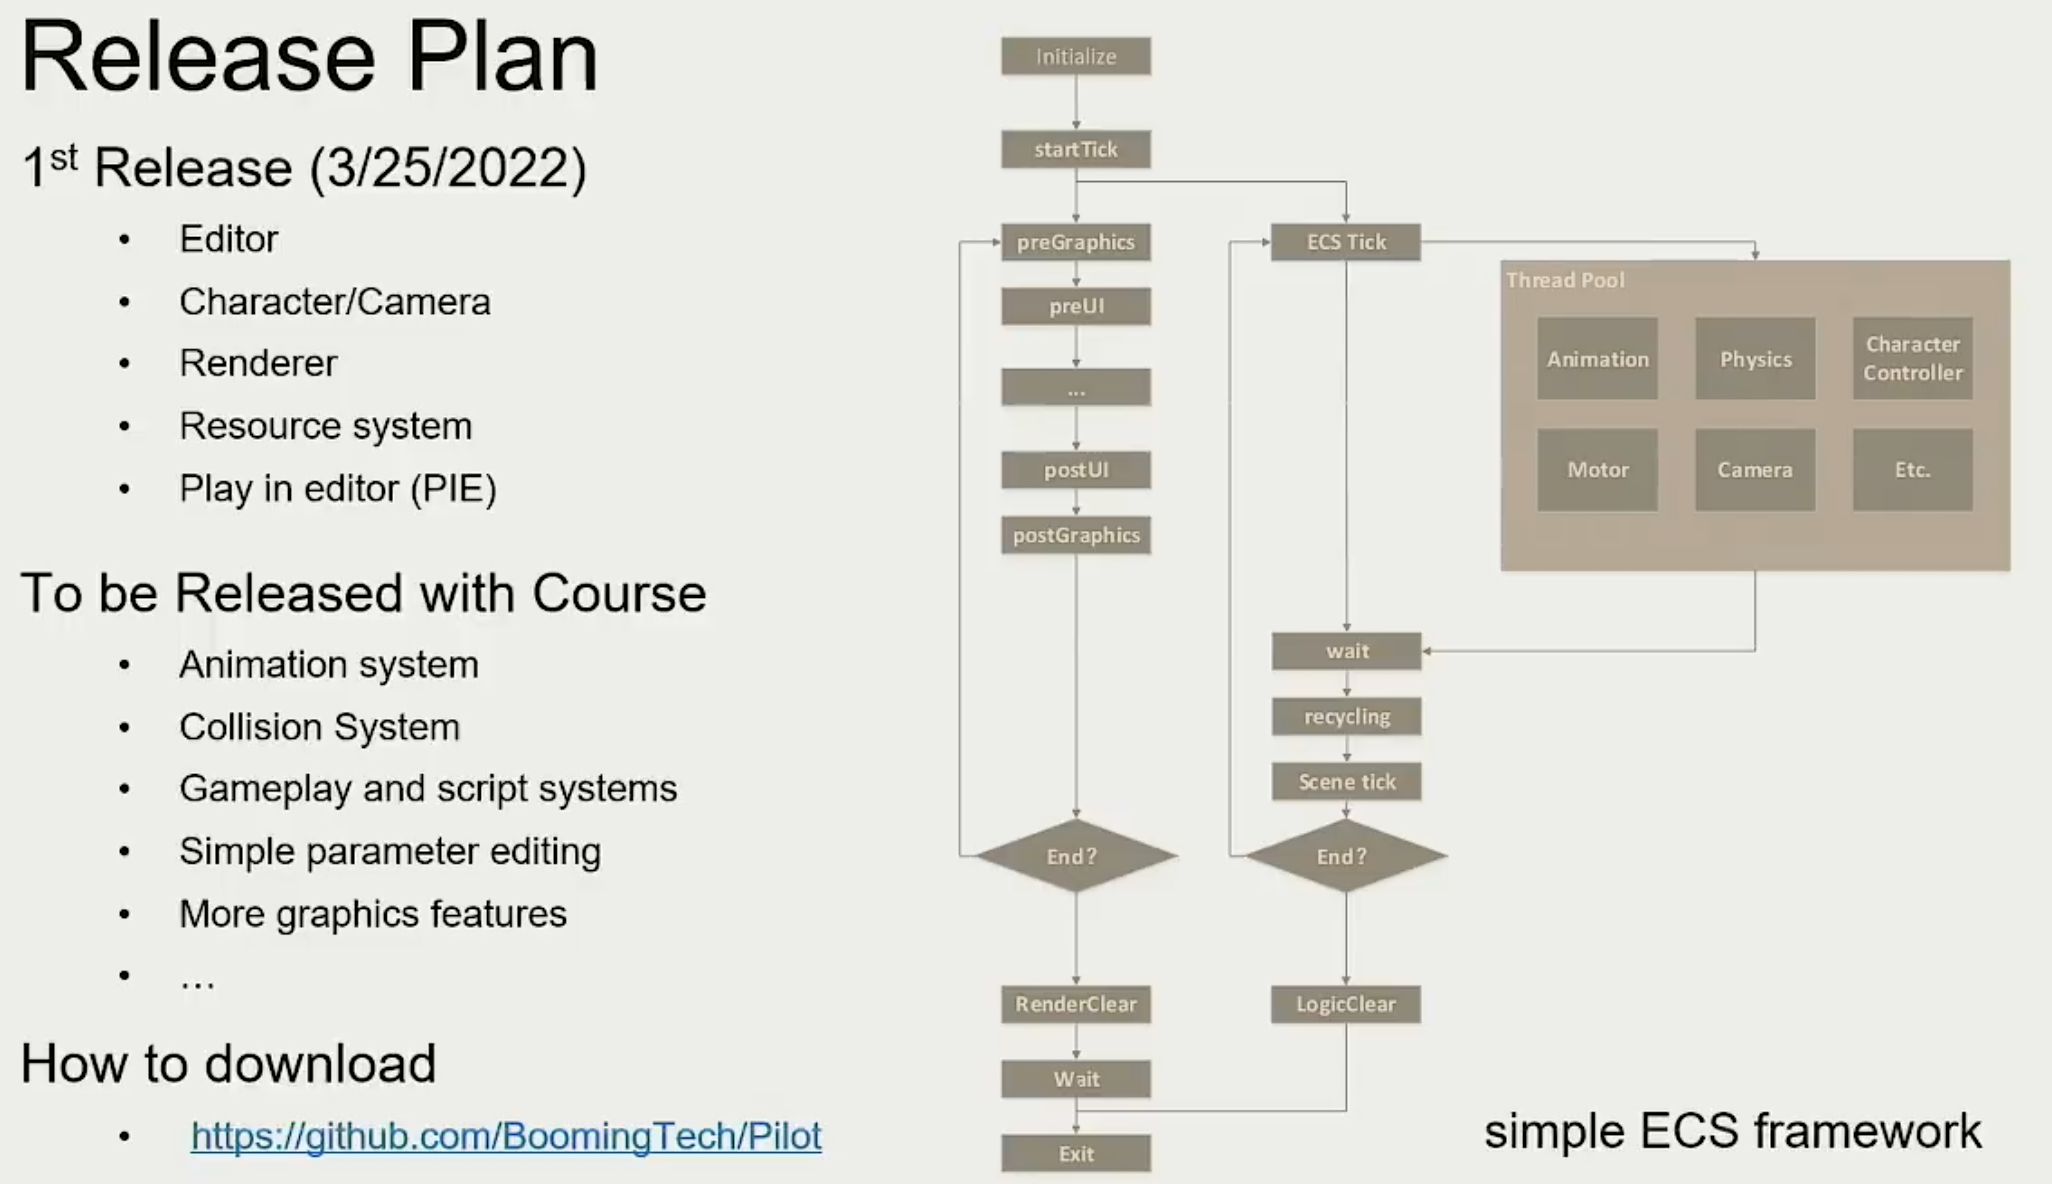 Release Plan
1st Release (3/25/2022)
• Editor
• Character/Camera
• Renderer
• Resource system
• Play in editor (PIE)
To be Released with Course
• Animation system
• Collision System
• Gameplay and script systems
• Simple parameter editing
• More graphics features
• ...
How to download
• https://github.com/BoomingTech/Pilot
Initialize
startTick
preGraphics
preUI
...
postUI
postGraphics
End?
RenderClear
Wait
Exit
ECS Tick
wait
recycling
Scene tick
End?
LogicClear
Thread Pool
Animation
Physics
Character
Controller
Motor
Camera
Etc.
simple ECS framework